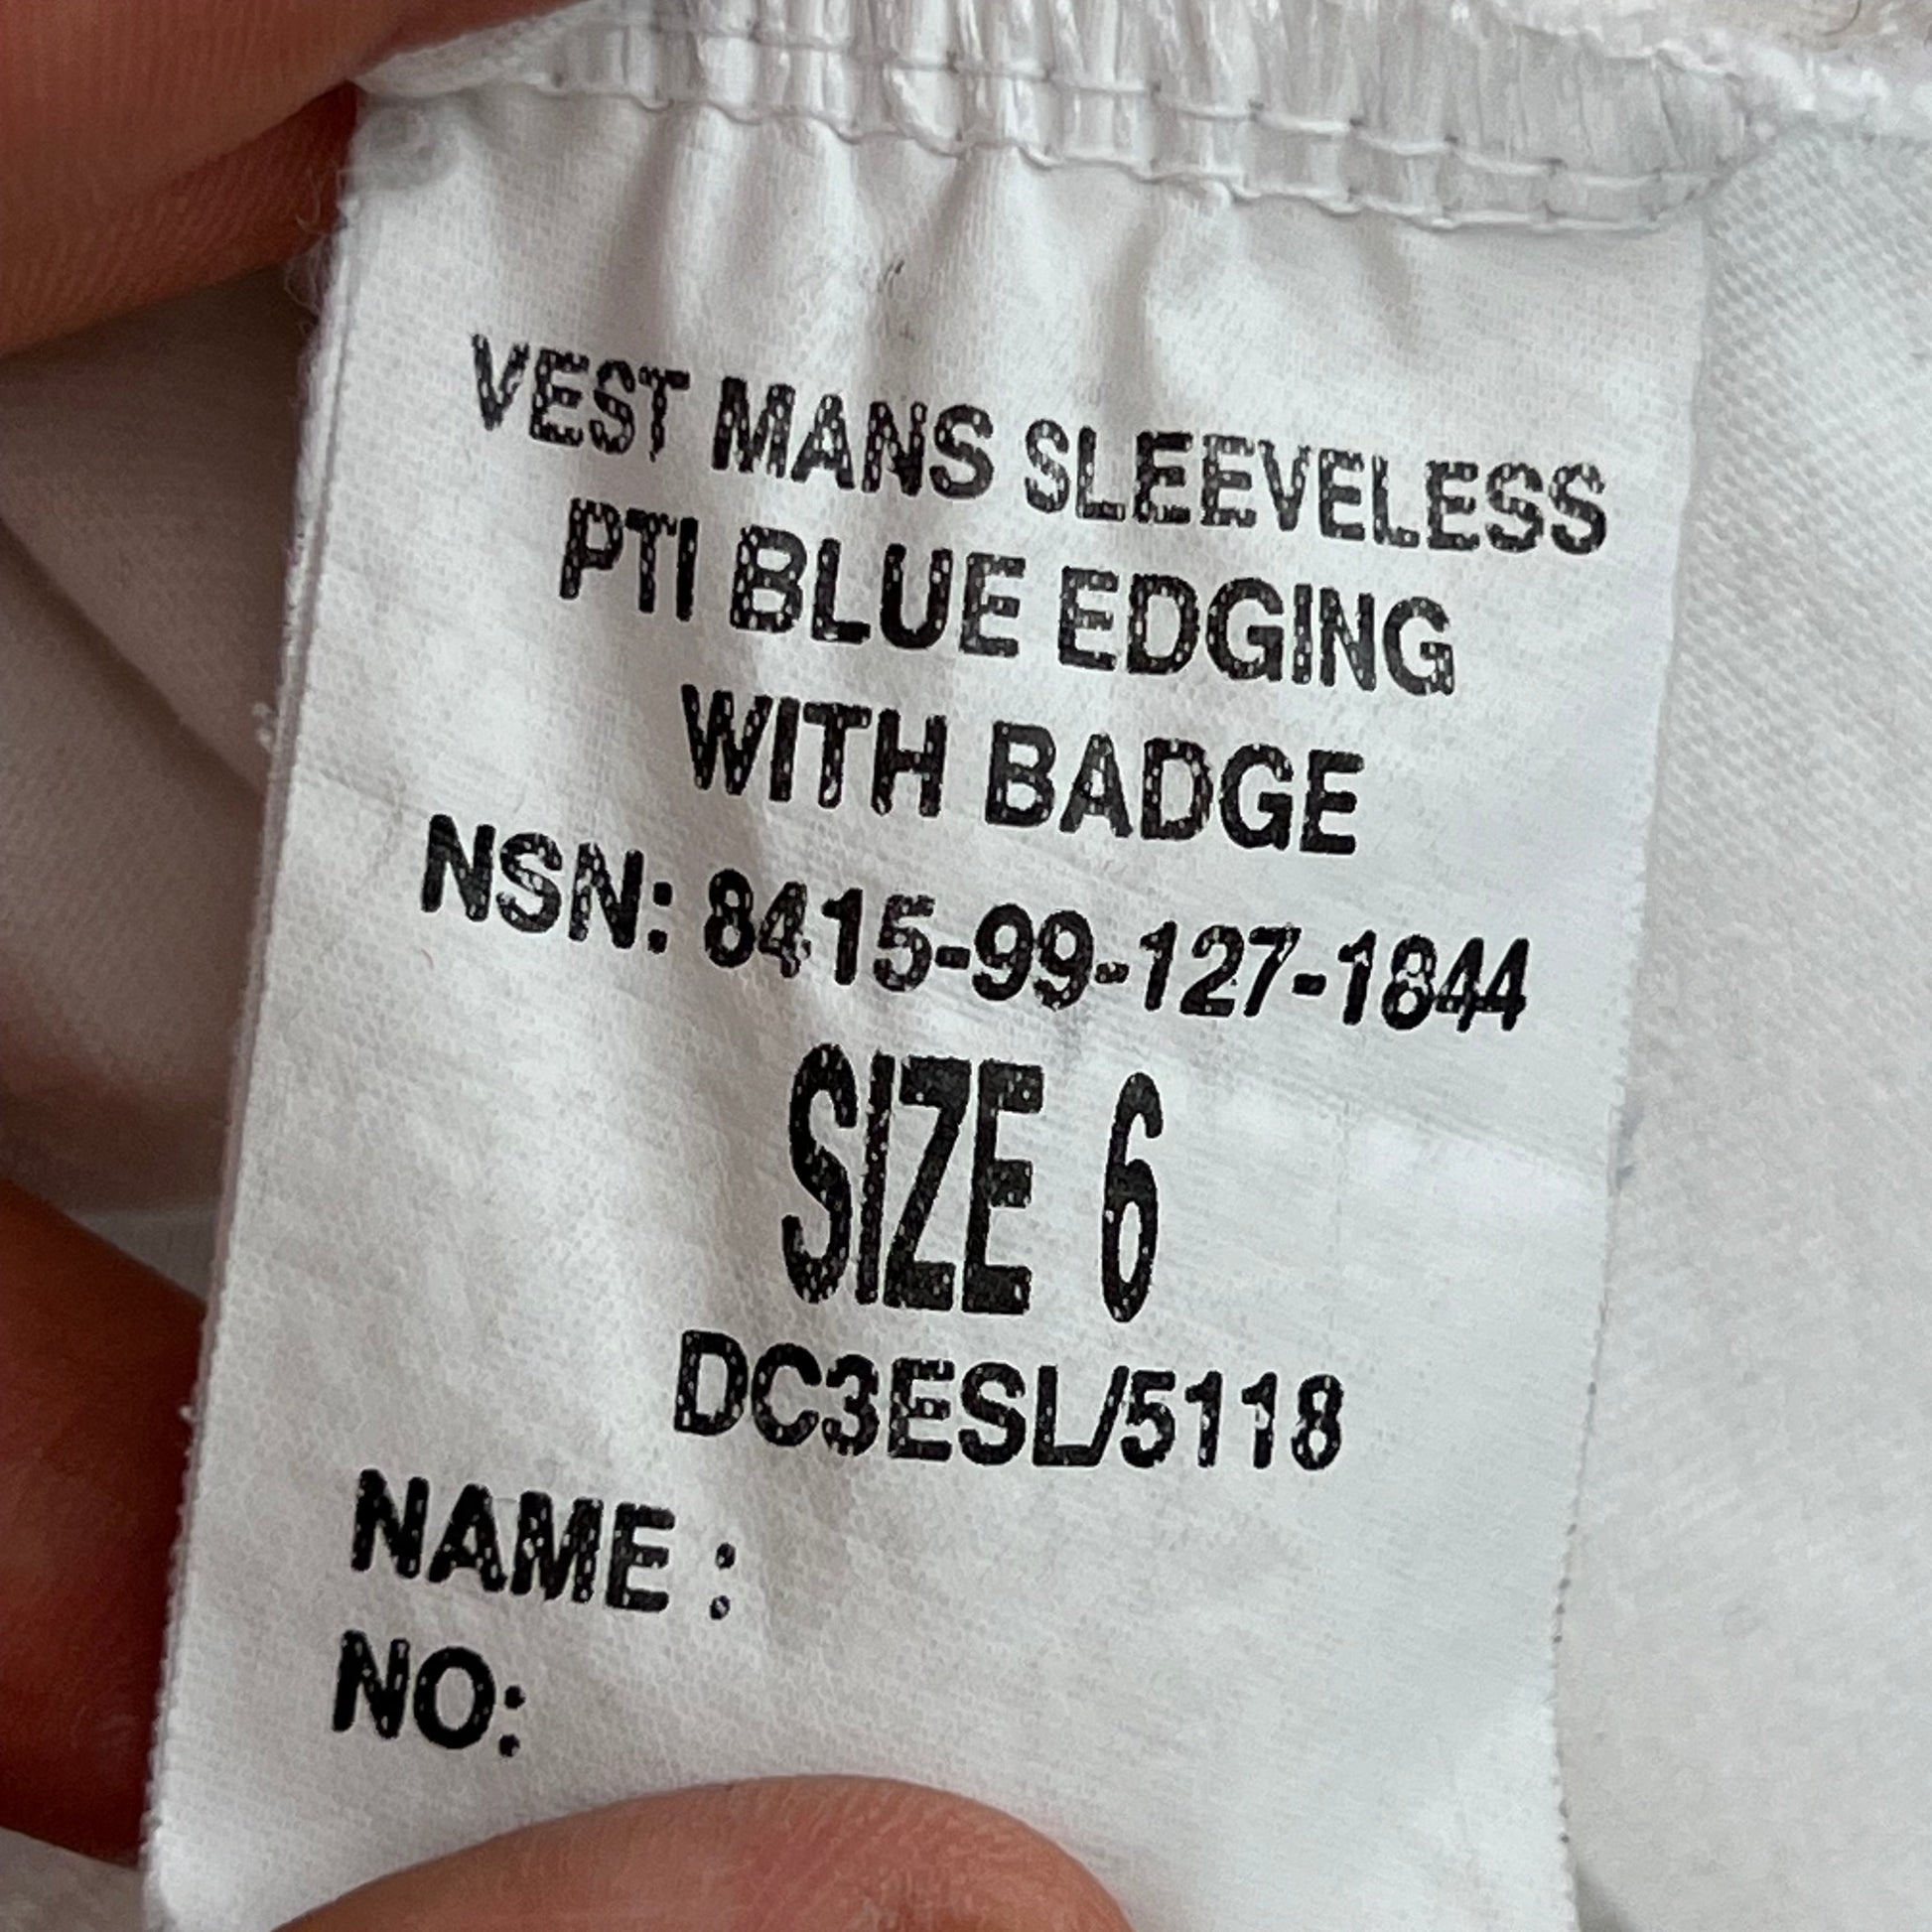 VEST MANS SLEEVELESS
PTI BLUE EDGING
WITH BADGE
NSN: 8415-99-127-1844
SIZE 6
DC3ESL/5118
NAME :
NO: